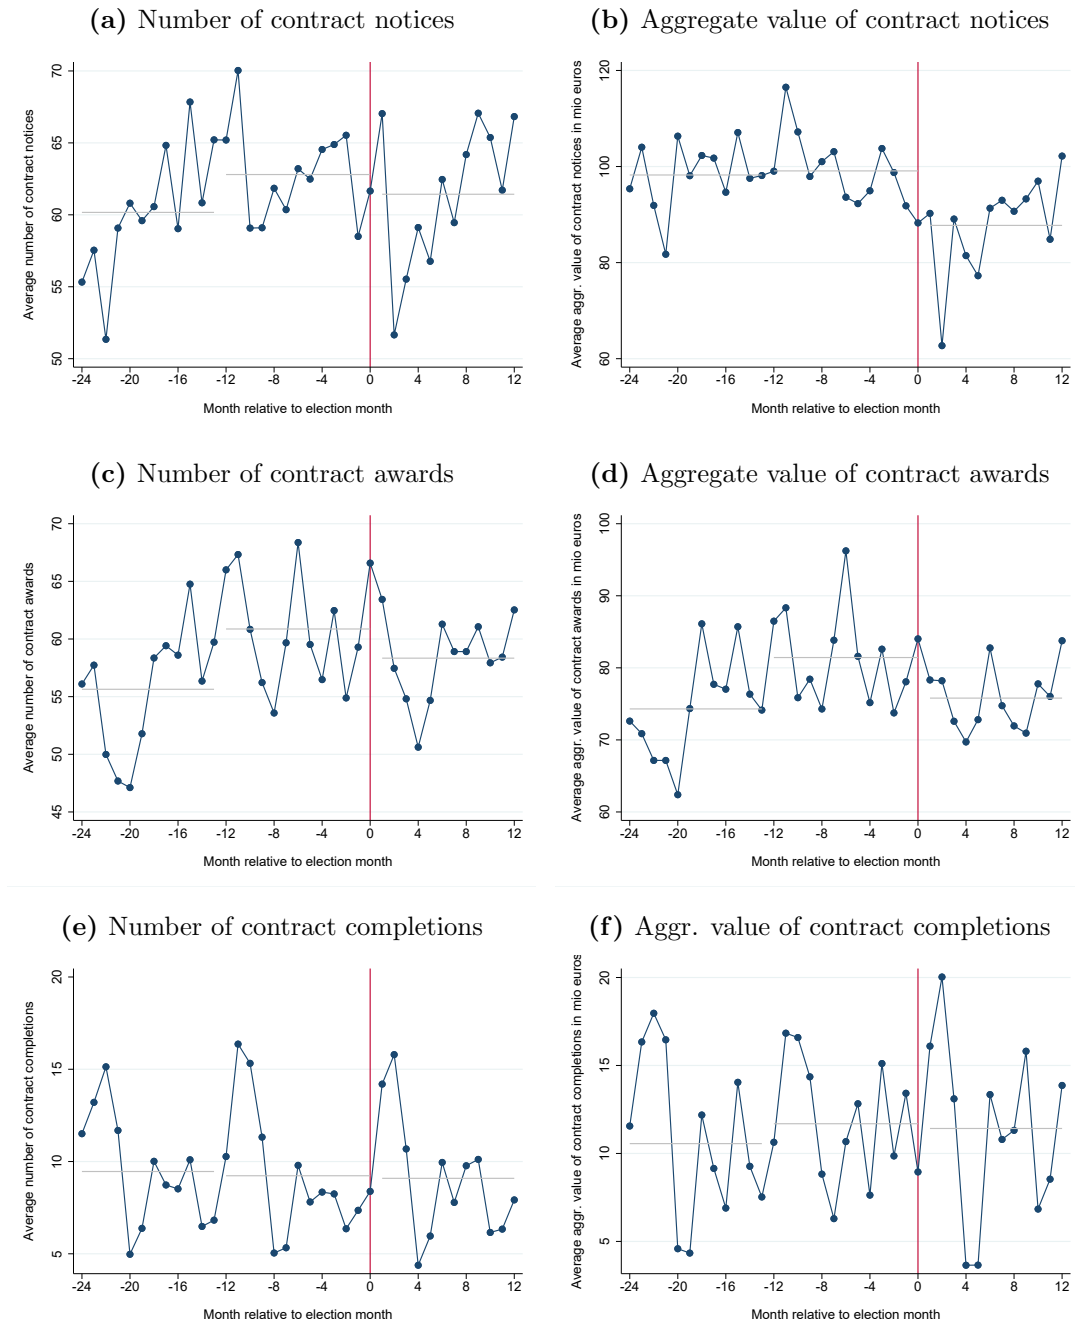 (a) Number of contract notices
Average number of contract notices
70
65
60
55
50
-24 -20 -16 -12 -8 -4 0 4 8 12
Month relative to election month
(b) Aggregate value of contract notices
Average aggr. value of contract notices in mio euros
120
100
80
60
-24 -20 -16 -12 -8 -4 0 4 8 12
Month relative to election month
(c) Number of contract awards
Average number of contract awards
70
65
60
55
50
45
-24 -20 -16 -12 -8 -4 0 4 8 12
Month relative to election month
(d) Aggregate value of contract awards
Average aggr. value of contract awards in mio euros
100
90
80
70
60
-24 -20 -16 -12 -8 -4 0 4 8 12
Month relative to election month
(e) Number of contract completions
Average number of contract completions
20
15
10
5
-24 -20 -16 -12 -8 -4 0 4 8 12
Month relative to election month
(f) Aggr. value of contract completions
Average aggr. value of contract completions in mio euros
20
15
10
5
-24 -20 -16 -12 -8 -4 0 4 8 12
Month relative to election month